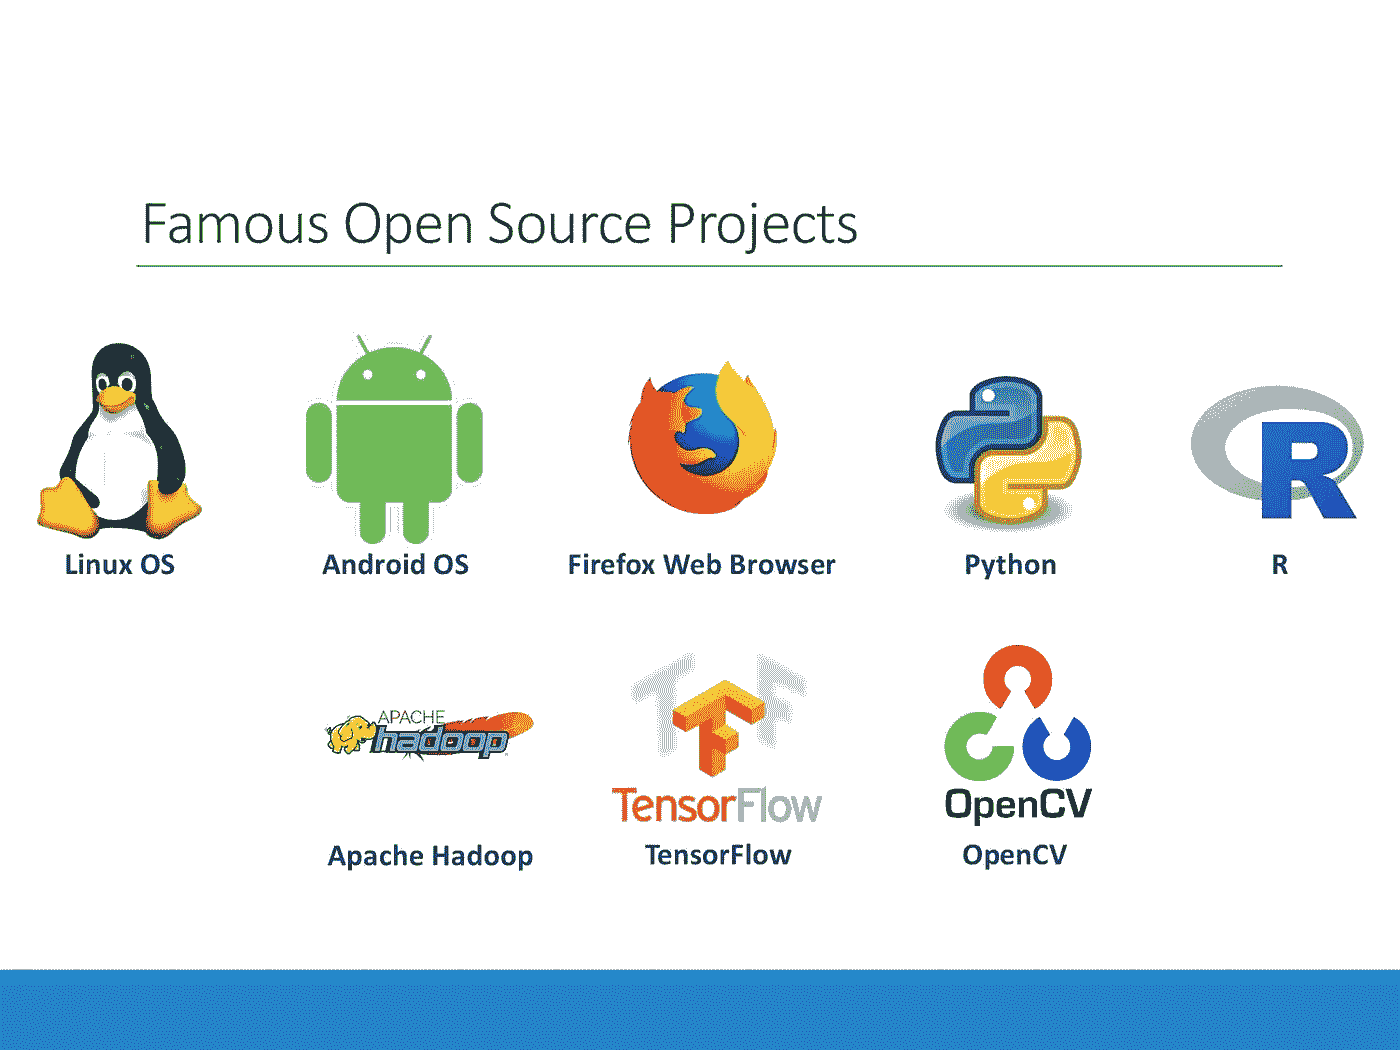 Famous Open Source Projects
Linux OS
Android OS
Firefox Web Browser
Python
R
R
APACHE
hadoop
TF
TensorFlow
OpenCV
Apache Hadoop
TensorFlow
OpenCV